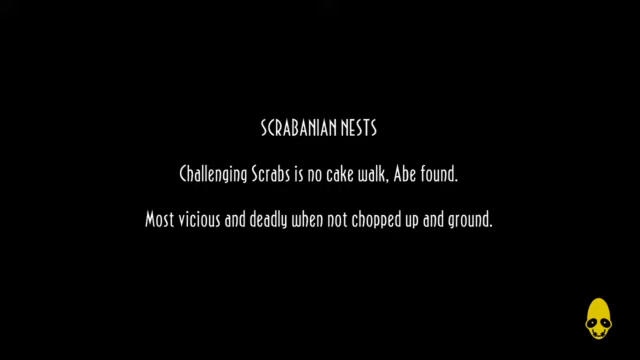 SCRABANIAN NESTS
Challenging Scrabs is no cake walk, Abe found.
Most vicious and deadly when not chopped up and ground.